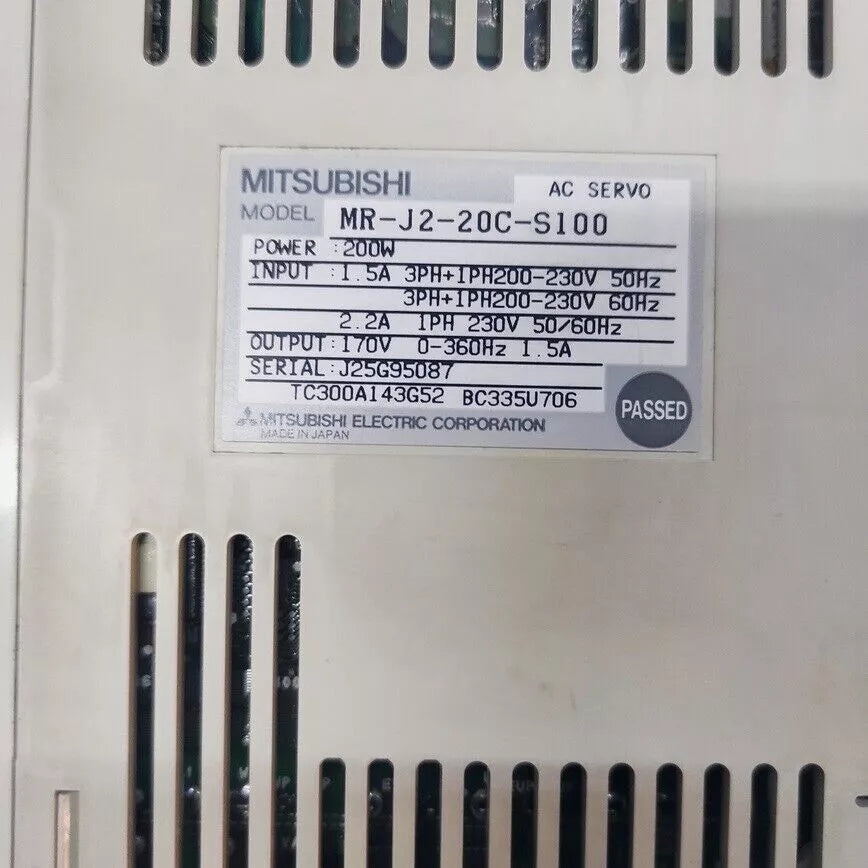 MITSUBISHI
AC SERVO
MODEL MR-J2-20C-S100
POWER :200W
INPUT :1.5A 3PH+1PH200-230V 50Hz
3PH+1PH200-230V 60Hz
2.2A 1PH 230V 50/60Hz
OUTPUT:170V 0-360Hz 1.5A
SERIAL:J25G95087
TC300A143G52 BC335U706
PASSED
MITSUBISHI ELECTRIC CORPORATION
MADE IN JAPAN